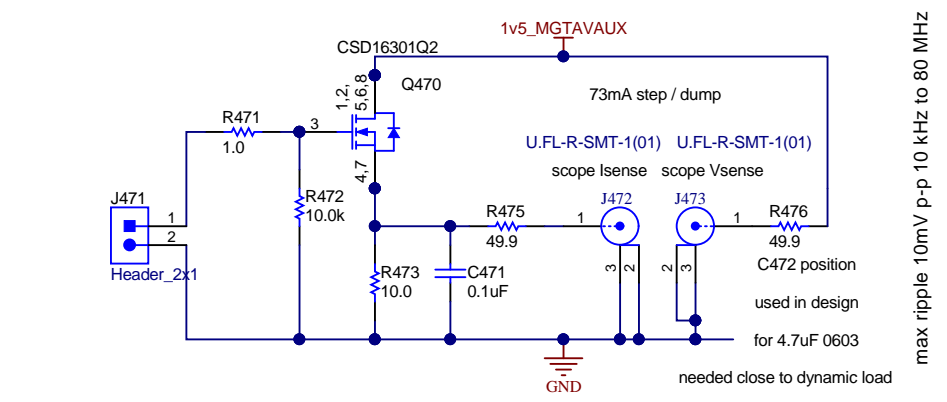 1v5_MGTAVAUX
CSD16301Q2
Q470
1,2,
5,6,8
3
4,7
73mA step / dump
R471
1.0
U.FL-R-SMT-1(01)
U.FL-R-SMT-1(01)
scope Isense
scope Vsense
J471
1
2
Header_2x1
R472
10.0k
R473
10.0
C471
0.1uF
R475
49.9
1
J472
3
2
J473
1
2
3
R476
49.9
C472 position
used in design
for 4.7uF 0603
needed close to dynamic load
GND
max ripple 10mV p-p 10 kHz to 80 MHz